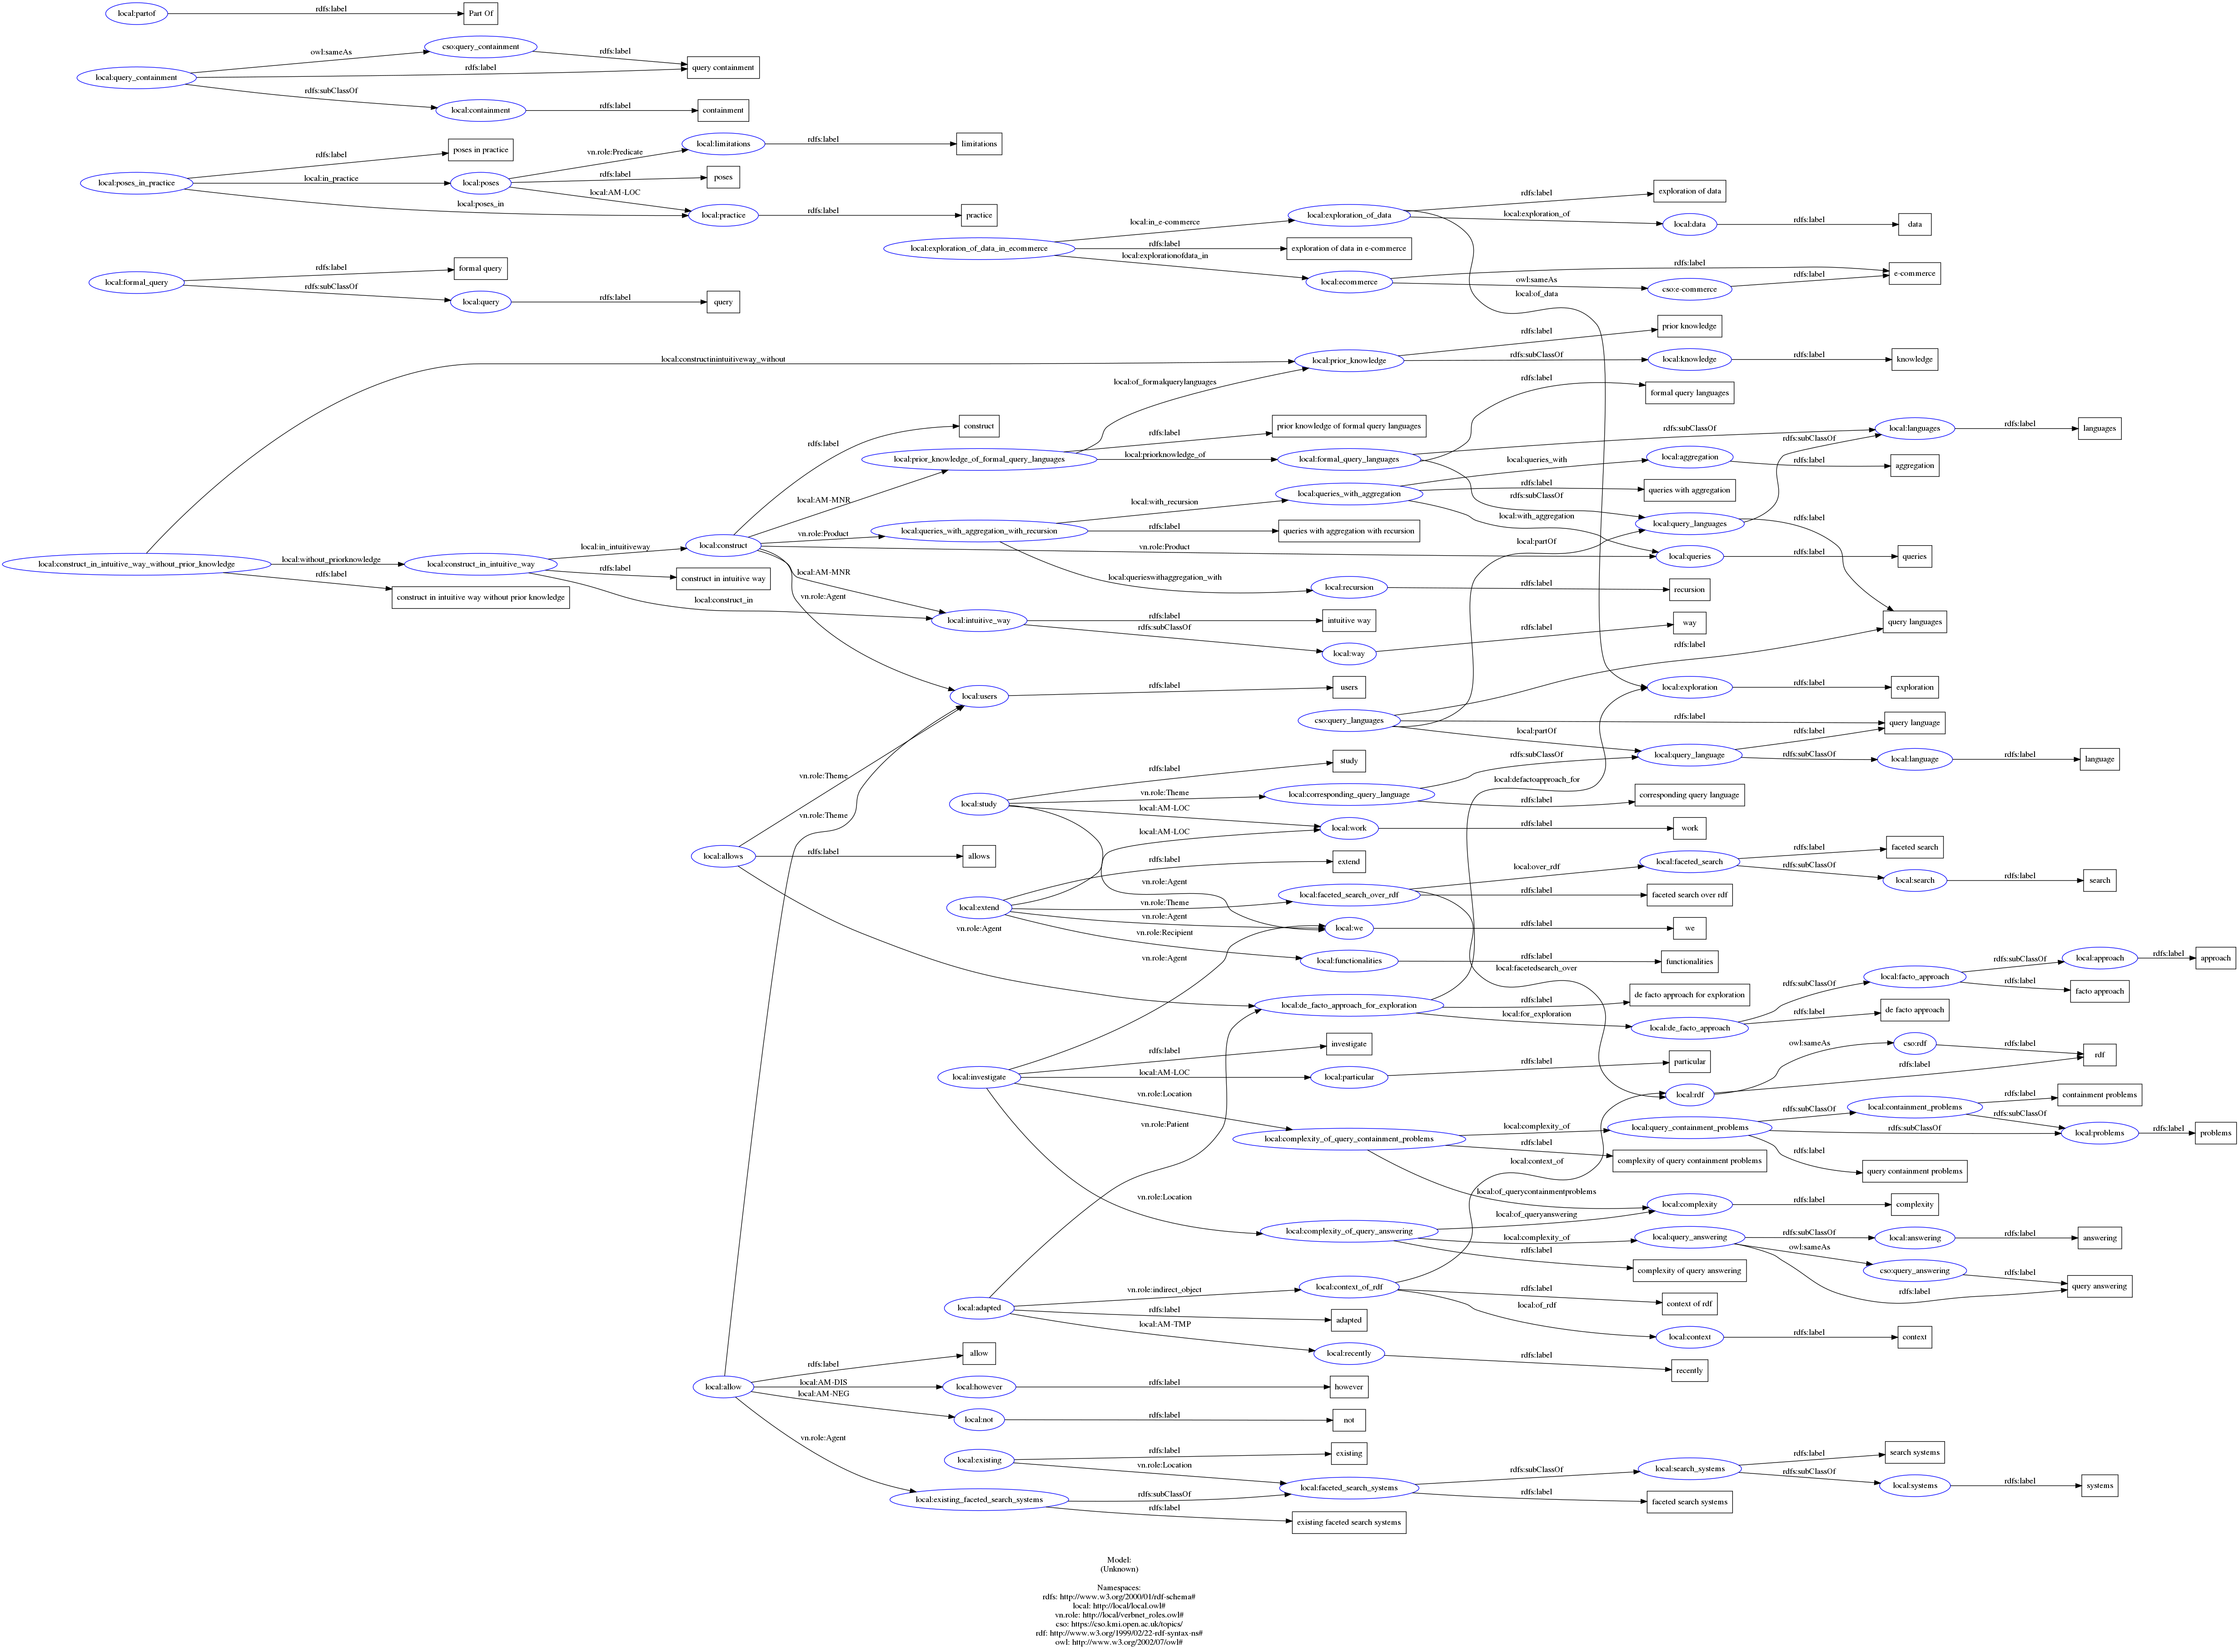 local:partof
rdfs:label
Part Of
local:query_containment
owl:sameAs
cso:query_containment
rdfs:label
rdfs:label
query containment
rdfs:subClassOf
local:containment
rdfs:label
containment
local:poses_in_practice
rdfs:label
poses in practice
local:in_practice
local:poses
local:poses_in
vn.role:Predicate
local:limitations
rdfs:label
limitations
rdfs:label
poses
local:AM-LOC
local:practice
rdfs:label
practice
local:exploration_of_data_in_ecommerce
local:in_e-commerce
local:exploration_of_data
rdfs:label
exploration of data
local:exploration_of
local:data
rdfs:label
data
rdfs:label
exploration of data in e-commerce
local:explorationofdata_in
local:ecommerce
rdfs:label
owl:sameAs
cso:e-commerce
rdfs:label
e-commerce
local:of_data
local:formal_query
rdfs:label
formal query
rdfs:subClassOf
local:query
rdfs:label
query
local:constructinintuitiveway_without
local:prior_knowledge
rdfs:label
prior knowledge
rdfs:subClassOf
local:knowledge
rdfs:label
knowledge
local:of_formalquerylanguages
rdfs:label
construct
local:prior_knowledge_of_formal_query_languages
rdfs:label
prior knowledge of formal query languages
local:priorknowledge_of
local:formal_query_languages
rdfs:label
formal query languages
rdfs:subClassOf
local:languages
rdfs:label
languages
rdfs:subClassOf
local:query_languages
rdfs:subClassOf
rdfs:label
query languages
local:AM-MNR
local:queries_with_aggregation_with_recursion
local:with_recursion
local:queries_with_aggregation
local:queries_with
local:aggregation
rdfs:label
aggregation
rdfs:label
queries with aggregation
local:with_aggregation
rdfs:label
queries with aggregation with recursion
local:querieswithaggregation_with
local:recursion
rdfs:label
recursion
local:construct_in_intuitive_way_without_prior_knowledge
local:without_priorknowledge
local:construct_in_intuitive_way
rdfs:label
construct in intuitive way without prior knowledge
local:in_intuitiveway
local:construct
rdfs:label
construct in intuitive way
local:construct_in
vn.role:Product
vn.role:Product
local:queries
rdfs:label
queries
local:AM-MNR
vn.role:Agent
local:intuitive_way
rdfs:label
intuitive way
rdfs:subClassOf
local:way
rdfs:label
way
local:partOf
rdfs:label
local:users
rdfs:label
users
local:exploration
rdfs:label
exploration
cso:query_languages
rdfs:label
query language
local:partOf
local:query_language
rdfs:label
rdfs:subClassOf
local:language
rdfs:label
language
vn.role:Theme
vn.role:Theme
local:study
rdfs:label
study
vn.role:Theme
local:corresponding_query_language
rdfs:subClassOf
rdfs:label
corresponding query language
local:AM-LOC
local:work
rdfs:label
work
local:AM-LOC
vn.role:Agent
local:defactoapproach_for
local:allows
rdfs:label
allows
vn.role:Agent
local:extend
rdfs:label
extend
vn.role:Theme
local:faceted_search_over_rdf
local:over_rdf
local:faceted_search
rdfs:label
faceted search
rdfs:subClassOf
local:search
rdfs:label
search
rdfs:label
faceted search over rdf
vn.role:Agent
local:we
rdfs:label
we
vn.role:Recipient
local:functionalities
rdfs:label
functionalities
local:facetedsearch_over
vn.role:Agent
local:de_facto_approach_for_exploration
rdfs:label
de facto approach for exploration
local:for_exploration
local:de_facto_approach
rdfs:subClassOf
local:facto_approach
rdfs:subClassOf
local:approach
rdfs:label
approach
rdfs:label
facto approach
rdfs:label
de facto approach
local:investigate
rdfs:label
investigate
local:AM-LOC
local:particular
rdfs:label
particular
local:rdf
owl:sameAs
cso:rdf
rdfs:label
rdfs:label
rdf
vn.role:Location
local:complexity_of_query_containment_problems
local:complexity_of
local:query_containment_problems
rdfs:subClassOf
local:containment_problems
rdfs:label
containment problems
rdfs:subClassOf
rdfs:subClassOf
local:problems
rdfs:label
problems
rdfs:label
query containment problems
rdfs:label
complexity of query containment problems
local:of_querycontainmentproblems
vn.role:Patient
local:context_of
vn.role:Location
local:complexity_of_query_answering
local:of_queryanswering
local:complexity
rdfs:label
complexity
local:complexity_of
local:query_answering
rdfs:subClassOf
local:answering
rdfs:label
answering
owl:sameAs
cso:query_answering
rdfs:label
rdfs:label
query answering
rdfs:label
complexity of query answering
local:adapted
vn.role:indirect_object
local:context_of_rdf
rdfs:label
context of rdf
local:of_rdf
local:context
rdfs:label
context
rdfs:label
adapted
local:AM-TMP
local:recently
rdfs:label
recently
local:allow
rdfs:label
allow
local:AM-DIS
local:however
rdfs:label
however
local:AM-NEG
local:not
rdfs:label
not
vn.role:Agent
local:existing
rdfs:label
existing
vn.role:Location
local:faceted_search_systems
rdfs:subClassOf
local:search_systems
rdfs:label
search systems
rdfs:subClassOf
local:systems
rdfs:label
systems
rdfs:label
faceted search systems
local:existing_faceted_search_systems
rdfs:subClassOf
rdfs:label
existing faceted search systems
Model:
(Unknown)
Namespaces:
rdfs: http://www.w3.org/2000/01/rdf-schema#
local: http://local/local.owl#
vn.role: http://local/verbnet_roles.owl#
cso: https://cso.kmi.open.ac.uk/topics/
rdf: http://www.w3.org/1999/02/22-rdf-syntax-ns#
owl: http://www.w3.org/2002/07/owl#